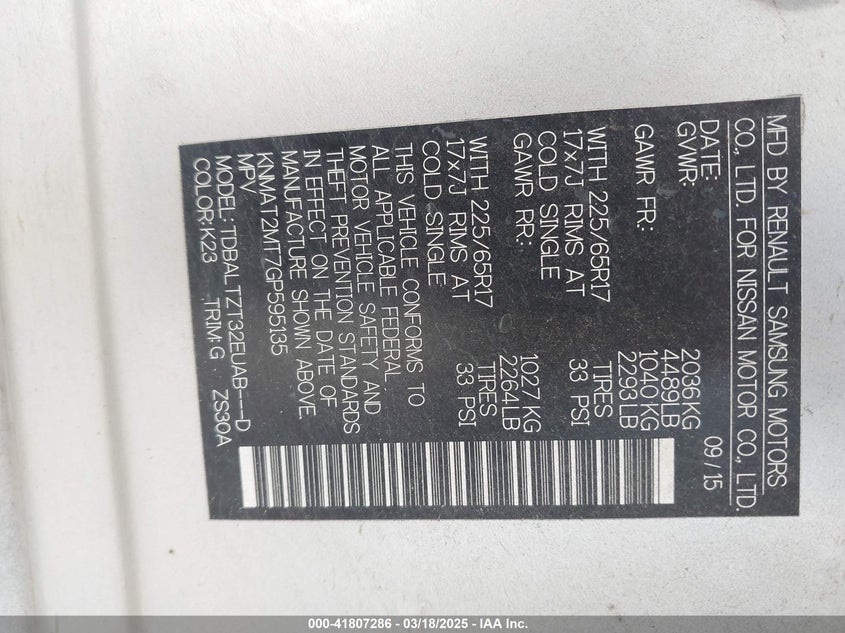 MFD BY RENAULT SAMSUNG MOTORS
CO., LTD. FOR NISSAN MOTOR CO., LTD.
DATE: 09/15
GVWR: 2036KG
4489LB
GAWR FR: 1040KG
2293LB
WITH 225/65R17 TIRES
17x7J RIMS AT 33 PSI
COLD SINGLE
GAWR RR: 1027KG
2264LB
WITH 225/65R17 TIRES
17x7J RIMS AT 33 PSI
COLD SINGLE
THIS VEHICLE CONFORMS TO
ALL APPLICABLE FEDERAL
MOTOR VEHICLE SAFETY AND
THEFT PREVENTION STANDARDS
IN EFFECT ON THE DATE OF
MANUFACTURE SHOWN ABOVE.
KNMAT2MT7GP595135
MPV
MODEL: TDBALTZT32EUAB---D
COLOR:K23 TRIM:G ZS30A
000-41807286 - 03/18/2025 - IAA Inc.